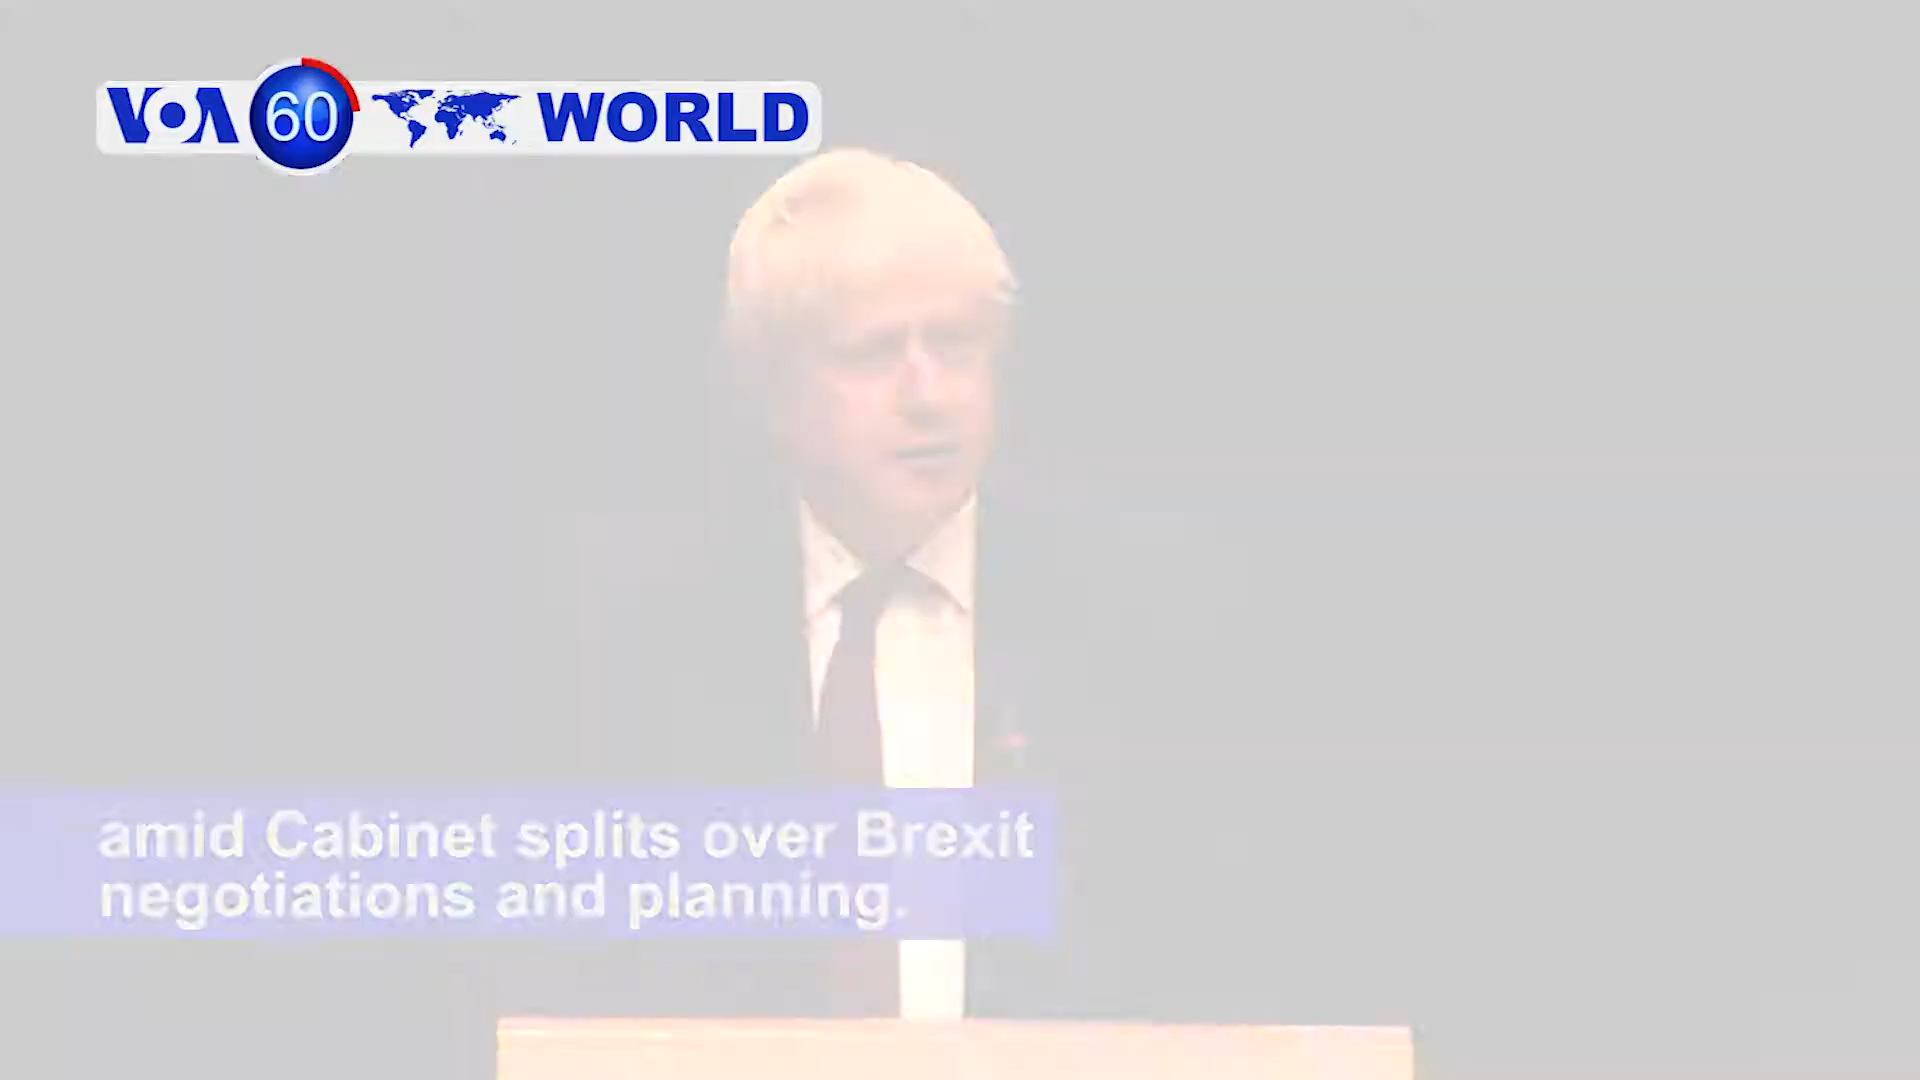 VOA 60 WORLD
amid Cabinet splits over Brexit
negotiations and planning.